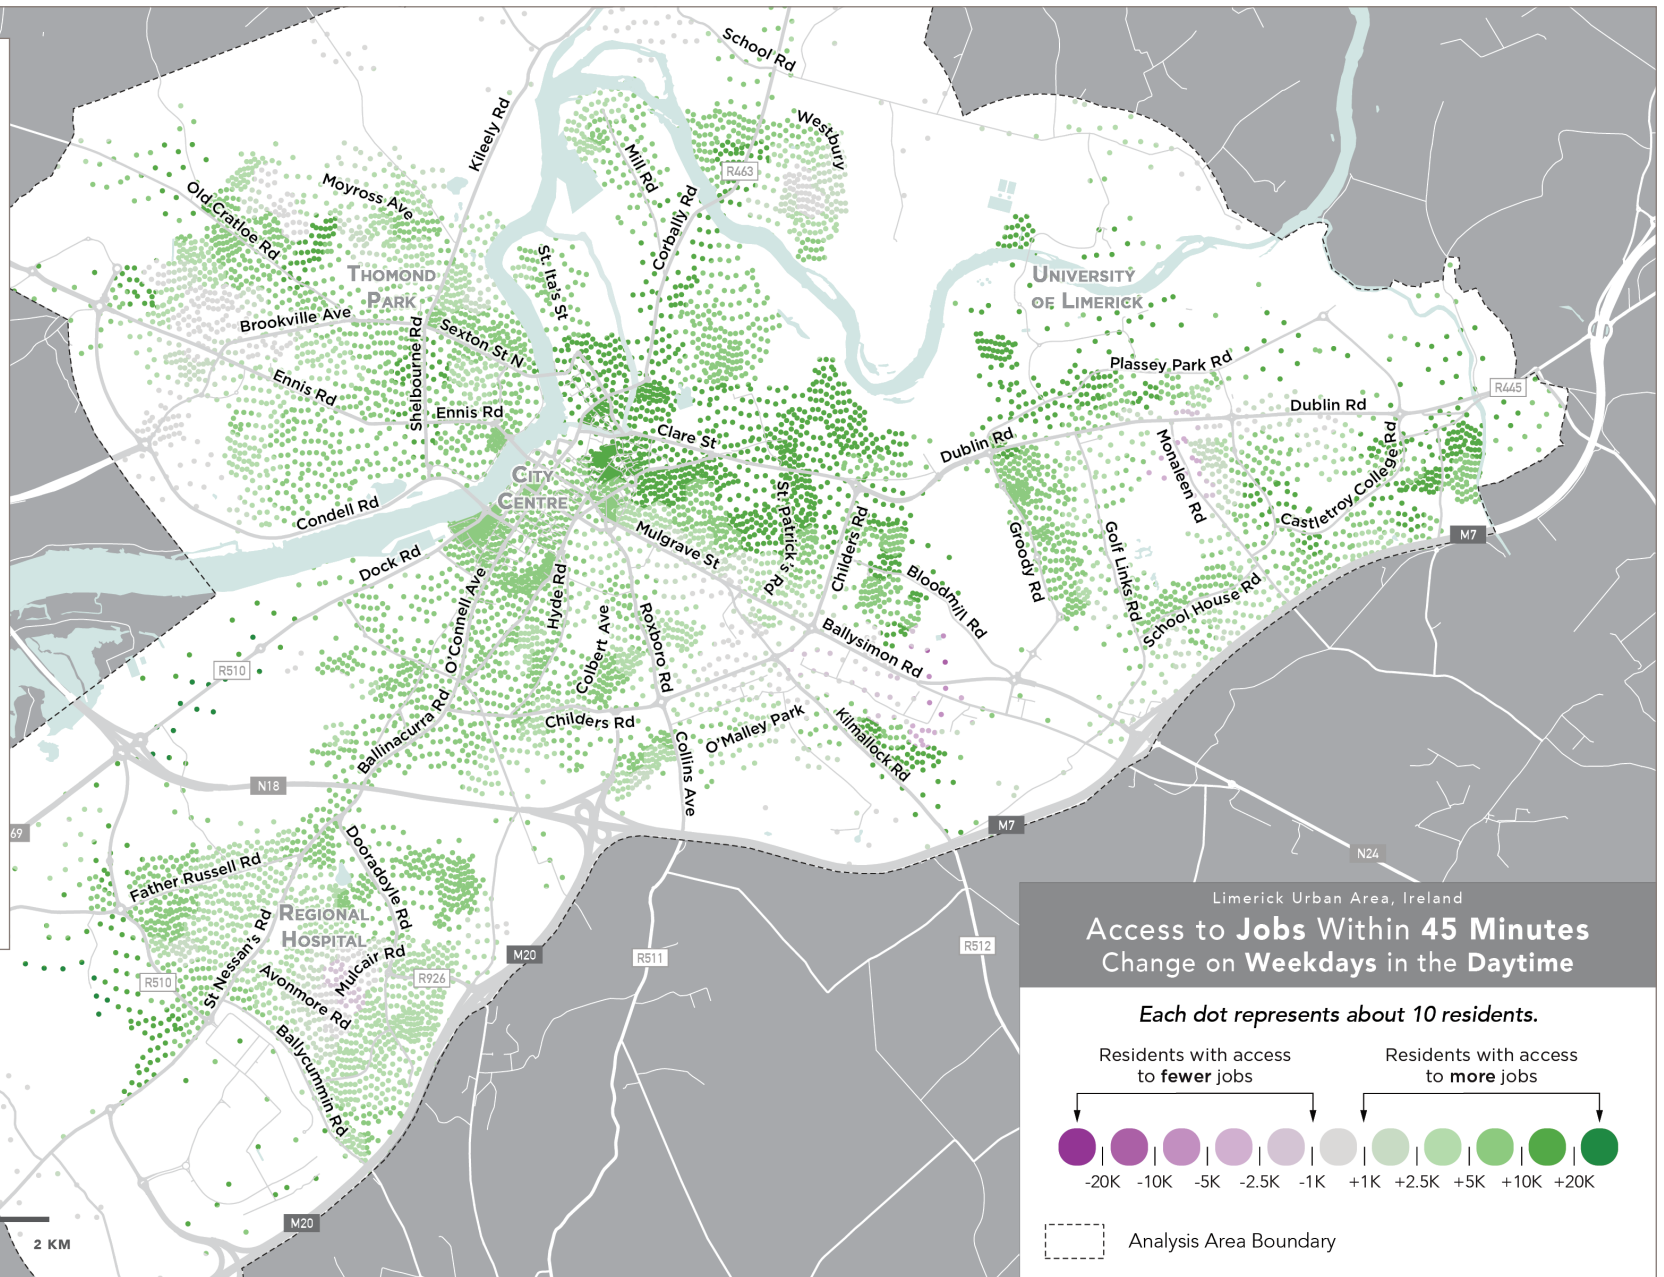 School Rd
Kileely Rd
Westbury
Mill Rd
R463
Old Cratloe Rd
Moyross Ave
Corbally Rd
St. Ita's St
Thomond
Park
University
of Limerick
Brookville Ave
Shelbourne Rd
Sexton St N
Plassey Park Rd
R445
Ennis Rd
Ennis Rd
Dublin Rd
Clare St
Dublin Rd
Monaleen Rd
Castletroy College Rd
City
Centre
Condell Rd
St. Patrick's Rd
Mulgrave St
Childers Rd
Groody Rd
Golf Links Rd
M7
Dock Rd
O'Connell Ave
Hyde Rd
Colbert Ave
Roxboro Rd
Bloodmill Rd
School House Rd
Ballysimon Rd
R510
Ballinacurra Rd
Childers Rd
O'Malley Park
Kilmallock Rd
Collins Ave
N18
69
M7
N24
Father Russell Rd
Dooradoyle Rd
Regional
Hospital
St Nessan's Rd
Mulcair Rd
Avonmore Rd
R510
R926
M20
R511
R512
Ballycummin Rd
M20
2 KM
Limerick Urban Area, Ireland
Access to Jobs Within 45 Minutes
Change on Weekdays in the Daytime
Each dot represents about 10 residents.
Residents with access
to fewer jobs
Residents with access
to more jobs
-20K -10K -5K -2.5K -1K +1K +2.5K +5K +10K +20K
Analysis Area Boundary